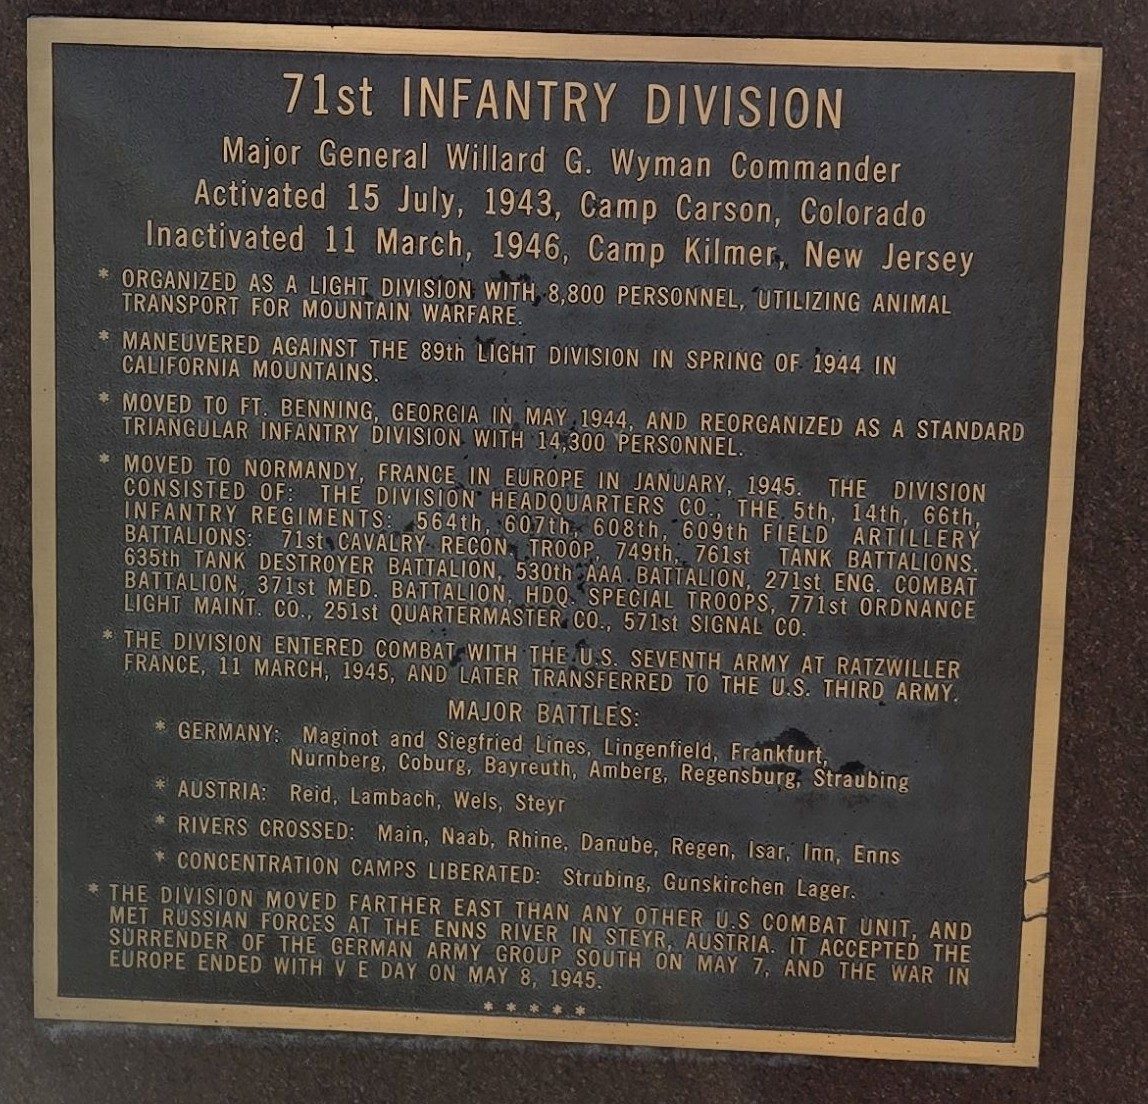 71st INFANTRY DIVISION
Major General Willard G. Wyman Commander
Activated 15 July, 1943, Camp Carson, Colorado
Inactivated 11 March, 1946, Camp Kilmer, New Jersey
* ORGANIZED AS A LIGHT DIVISION WITH 8,800 PERSONNEL, UTILIZING ANIMAL
TRANSPORT FOR MOUNTAIN WARFARE.
* MANEUVERED AGAINST THE 89th LIGHT DIVISION IN SPRING OF 1944 IN
CALIFORNIA MOUNTAINS.
* MOVED TO FT. BENNING, GEORGIA IN MAY 1944, AND REORGANIZED AS A STANDARD
TRIANGULAR INFANTRY DIVISION WITH 14,300 PERSONNEL.
* MOVED TO NORMANDY, FRANCE IN EUROPE IN JANUARY, 1945. THE DIVISION
CONSISTED OF: THE DIVISION HEADQUARTERS CO., THE 5th, 14th, 66th,
INFANTRY REGIMENTS: 564th, 607th, 608th, 609th FIELD ARTILLERY
BATTALIONS: 71st CAVALRY RECON, TROOP, 749th, 761st TANK BATTALIONS.
635th TANK DESTROYER BATTALION, 530th AAA BATTALION, 271st ENG. COMBAT
BATTALION, 371st MED. BATTALION, HDQ. SPECIAL TROOPS, 771st ORDNANCE
LIGHT MAINT. CO., 251st QUARTERMASTER CO., 571st SIGNAL CO.
* THE DIVISION ENTERED COMBAT WITH THE U.S. SEVENTH ARMY AT RATZWILLER
FRANCE, 11 MARCH, 1945, AND LATER TRANSFERRED TO THE U.S. THIRD ARMY.
MAJOR BATTLES:
* GERMANY: Maginot and Siegfried Lines, Lingenfield, Frankfurt,
Nurnberg, Coburg, Bayreuth, Amberg, Regensburg, Straubing
* AUSTRIA: Reid, Lambach, Wels, Steyr
* RIVERS CROSSED: Main, Naab, Rhine, Danube, Regen, Isar, Inn, Enns
* CONCENTRATION CAMPS LIBERATED: Strubing, Gunskirchen Lager.
* THE DIVISION MOVED FARTHER EAST THAN ANY OTHER U.S COMBAT UNIT, AND
MET RUSSIAN FORCES AT THE ENNS RIVER IN STEYR, AUSTRIA. IT ACCEPTED THE
SURRENDER OF THE GERMAN ARMY GROUP SOUTH ON MAY 7, AND THE WAR IN
EUROPE ENDED WITH V E DAY ON MAY 8, 1945.
* * * * *